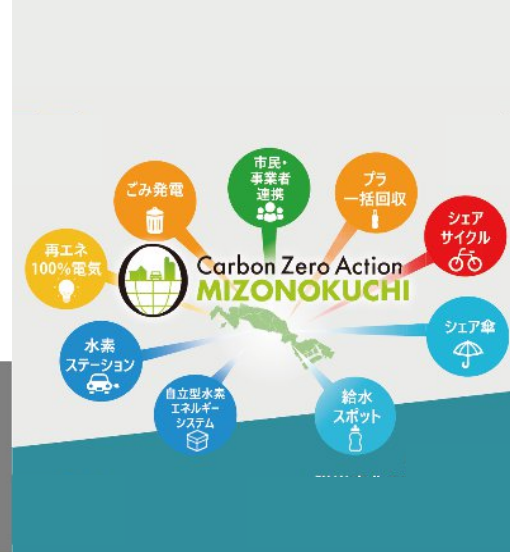 市民・
事業者
連携
ごみ発電
プラ
一括回収
シェア
サイクル
再エネ
100%電気
Carbon Zero Action
MIZONOKUCHI
シェア傘
水素
ステーション
自立型水素
エネルギー
システム
給水
スポット